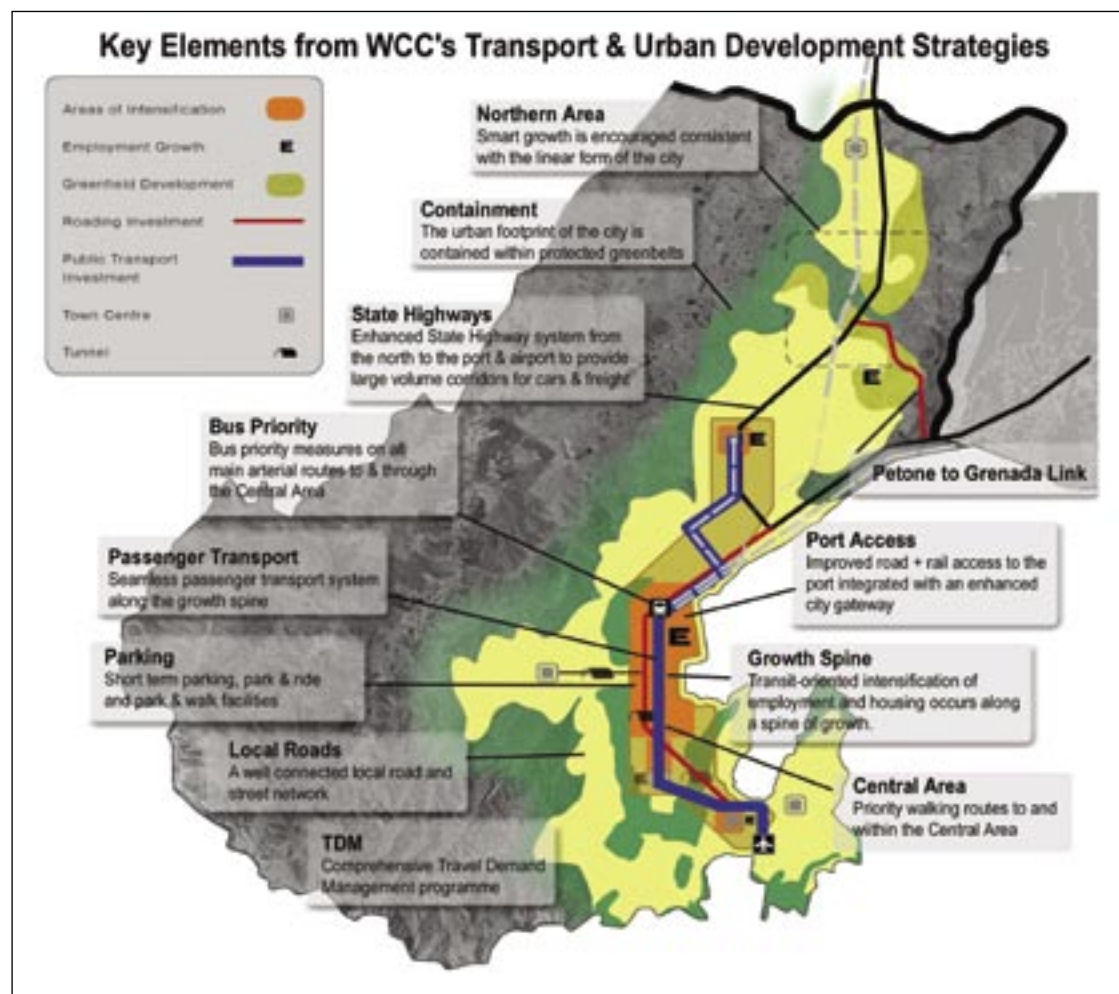 Key Elements from WCC's Transport & Urban Development Strategies
Areas of Intensification
Employment Growth
E
Greenfield Development
Roading Investment
Public Transport
Investment
Town Centre
Tunnel
Northern Area
Smart growth is encouraged consistent
with the linear form of the city
Containment
The urban footprint of the city is
contained within protected greenbelts
State Highways
Enhanced State Highway system from
the north to the port & airport to provide
large volume corridors for cars & freight
E
E
Bus Priority
Bus priority measures on all
main arterial routes to & through
the Central Area
Petone to Grenada Link
Passenger Transport
Seamless passenger transport system
along the growth spine
Port Access
Improved road + rail access to the
port integrated with an enhanced
city gateway
E
Parking
Short term parking, park & ride
and park & walk facilities
Growth Spine
Transit-oriented intensification of
employment and housing occurs along
a spine of growth.
Local Roads
A well connected local road and
street network
E
E
Central Area
Priority walking routes to and
within the Central Area
TDM
Comprehensive Travel Demand
Management programme